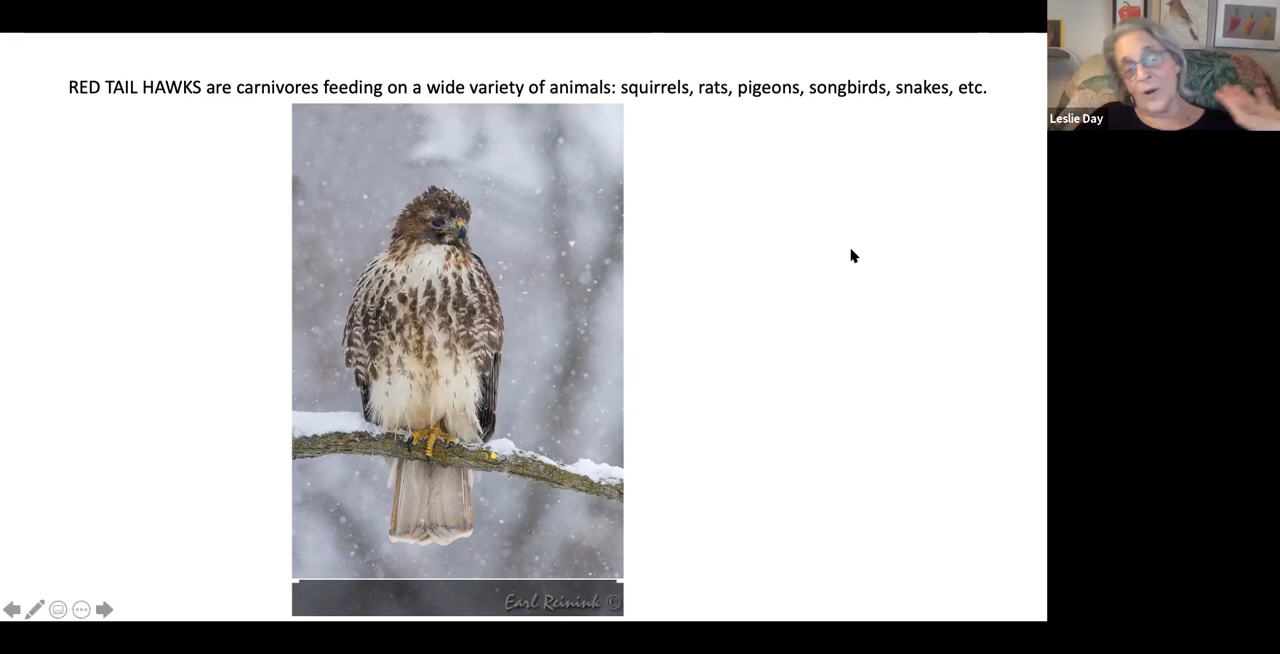 RED TAIL HAWKS are carnivores feeding on a wide variety of animals: squirrels, rats, pigeons, songbirds, snakes, etc.
Leslie Day
Earl Reinink ©